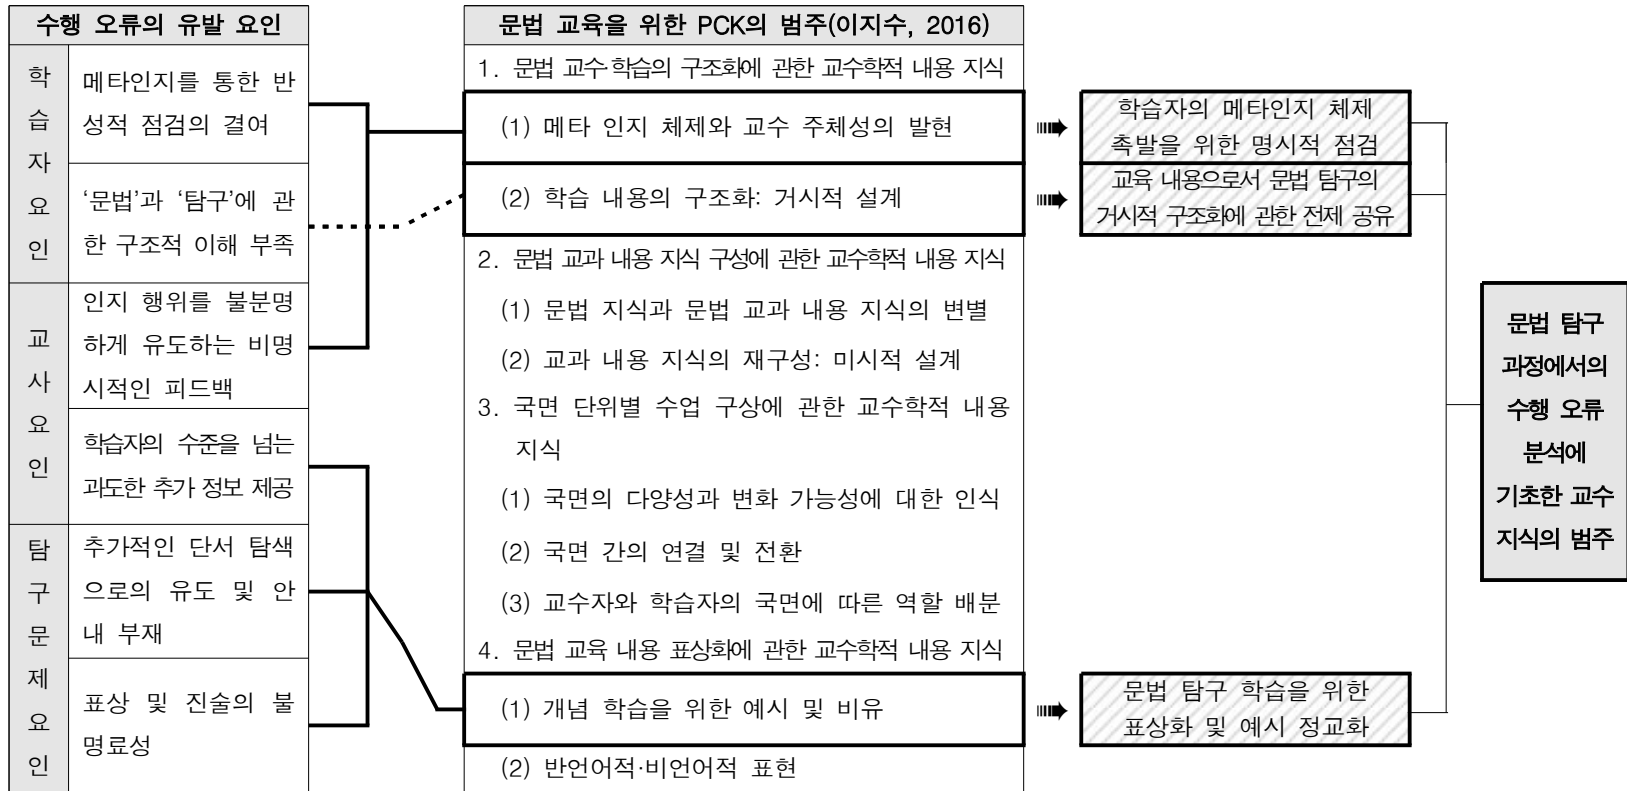 수행 오류의 유발 요인
학
습
자
요
인
메타인지를 통한 반
성적 점검의 결여
‘문법’과 ‘탐구’에 관
한 구조적 이해 부족
교
사
요
인
인지 행위를 불분명
하게 유도하는 비명
시적인 피드백
학습자의 수준을 넘는
과도한 추가 정보 제공
탐
구
문
제
요
인
추가적인 단서 탐색
으로의 유도 및 안
내 부재
표상 및 진술의 불
명료성
문법 교육을 위한 PCK의 범주(이지수, 2016)
1. 문법 교수·학습의 구조화에 관한 교수학적 내용 지식
(1) 메타 인지 체제와 교수 주체성의 발현
(2) 학습 내용의 구조화: 거시적 설계
2. 문법 교과 내용 지식 구성에 관한 교수학적 내용 지식
(1) 문법 지식과 문법 교과 내용 지식의 변별
(2) 교과 내용 지식의 재구성: 미시적 설계
3. 국면 단위별 수업 구상에 관한 교수학적 내용
지식
(1) 국면의 다양성과 변화 가능성에 대한 인식
(2) 국면 간의 연결 및 전환
(3) 교수자와 학습자의 국면에 따른 역할 배분
4. 문법 교육 내용 표상화에 관한 교수학적 내용 지식
(1) 개념 학습을 위한 예시 및 비유
(2) 반언어적·비언어적 표현
학습자의 메타인지 체제
촉발을 위한 명시적 점검
교육 내용으로서 문법 탐구의
거시적 구조화에 관한 전제 공유
문법 탐구 학습을 위한
표상화 및 예시 정교화
문법 탐구
과정에서의
수행 오류
분석에
기초한 교수
지식의 범주